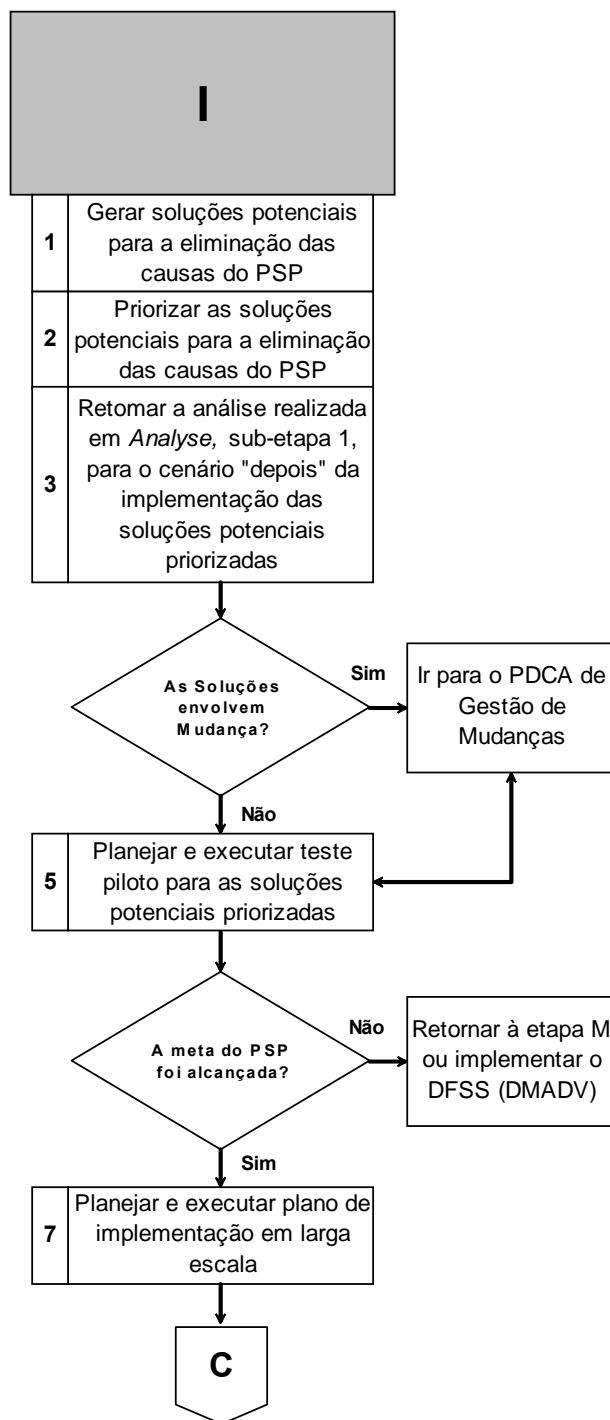 I
1
Gerar soluções potenciais
para a eliminação das
causas do PSP
2
Priorizar as soluções
potenciais para a eliminação
das causas do PSP
3
Retomar a análise realizada
em Analyse, sub-etapa 1,
para o cenário "depois" da
implementação das
soluções potenciais
priorizadas
As Soluções
envolvem
Mudança?
Sim
Ir para o PDCA de
Gestão de
Mudanças
Não
5
Planejar e executar teste
piloto para as soluções
potenciais priorizadas
A meta do PSP
foi alcançada?
Não
Retornar à etapa M
ou implementar o
DFSS (DMADV)
Sim
7
Planejar e executar plano de
implementação em larga
escala
C